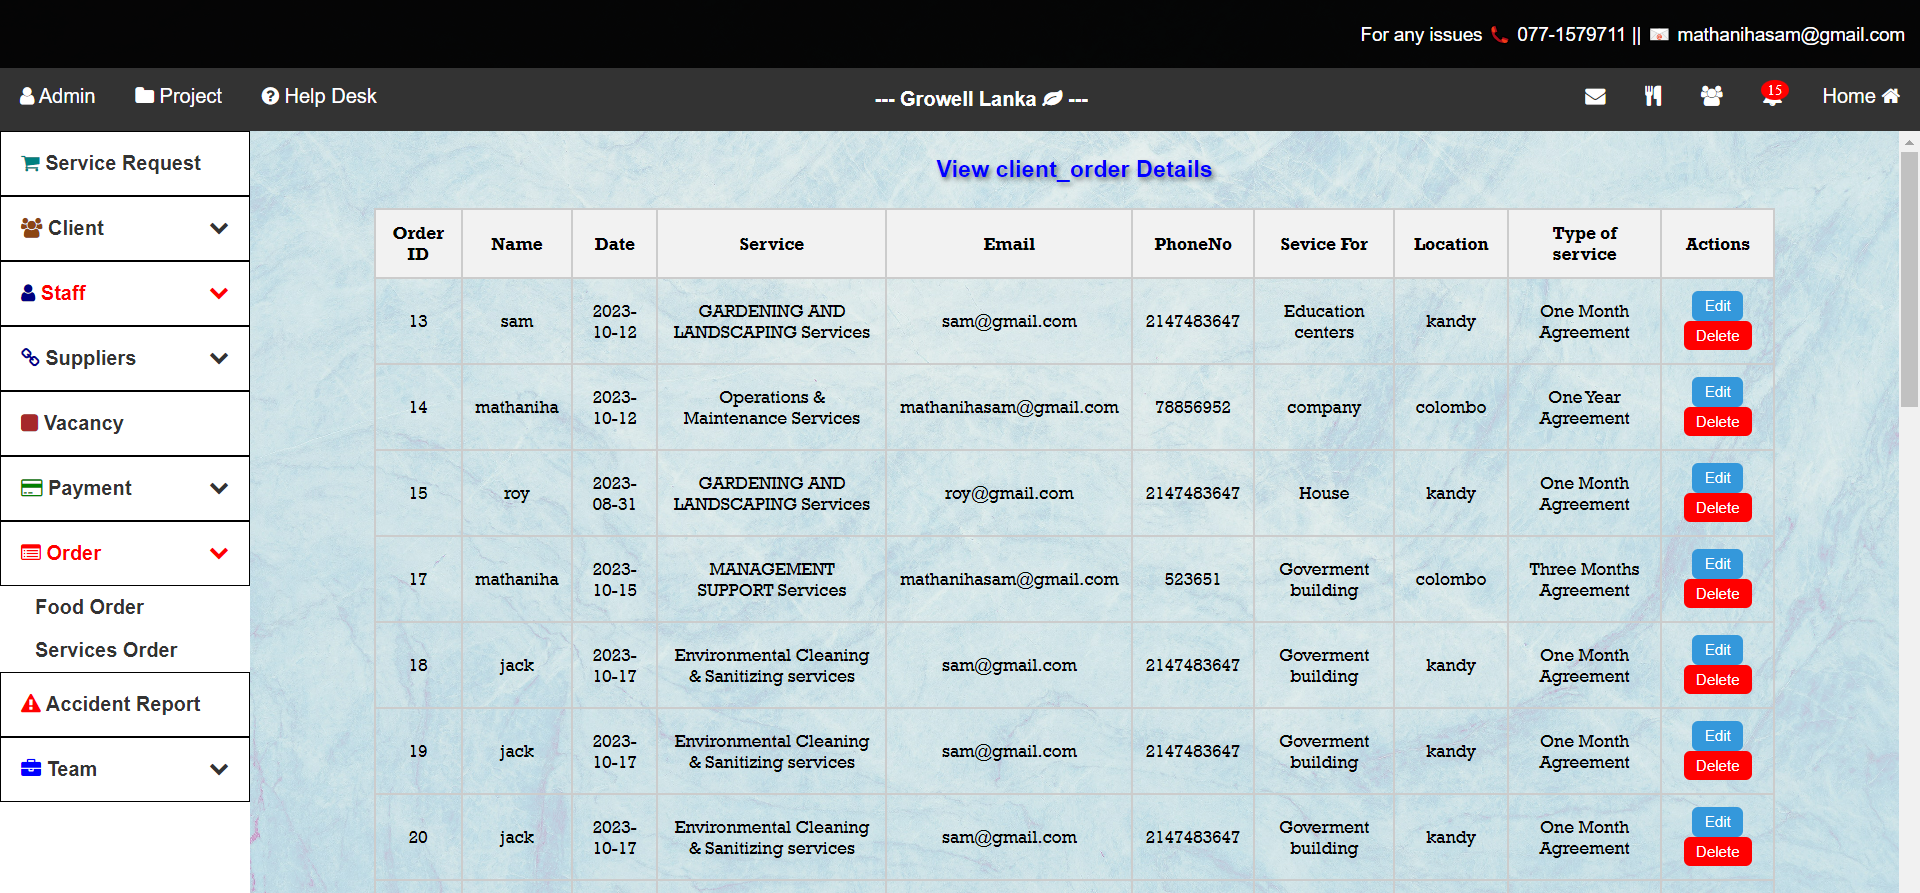 For any issues 077-1579711 || mathanihasam@gmail.com
Admin Project Help Desk --- Growell Lanka --- 15 Home
Service Request
Client
Staff
Suppliers
Vacancy
Payment
Order
Food Order
Services Order
Accident Report
Team
View client_order Details
Order ID Name Date Service Email PhoneNo Sevice For Location Type of service Actions
13 sam 2023-10-12 GARDENING AND LANDSCAPING Services sam@gmail.com 2147483647 Education centers kandy One Month Agreement Edit Delete
14 mathaniha 2023-10-12 Operations & Maintenance Services mathanihasam@gmail.com 78856952 company colombo One Year Agreement Edit Delete
15 roy 2023-08-31 GARDENING AND LANDSCAPING Services roy@gmail.com 2147483647 House kandy One Month Agreement Edit Delete
17 mathaniha 2023-10-15 MANAGEMENT SUPPORT Services mathanihasam@gmail.com 523651 Goverment building colombo Three Months Agreement Edit Delete
18 jack 2023-10-17 Environmental Cleaning & Sanitizing services sam@gmail.com 2147483647 Goverment building kandy One Month Agreement Edit Delete
19 jack 2023-10-17 Environmental Cleaning & Sanitizing services sam@gmail.com 2147483647 Goverment building kandy One Month Agreement Edit Delete
20 jack 2023-10-17 Environmental Cleaning & Sanitizing services sam@gmail.com 2147483647 Goverment building kandy One Month Agreement Edit Delete